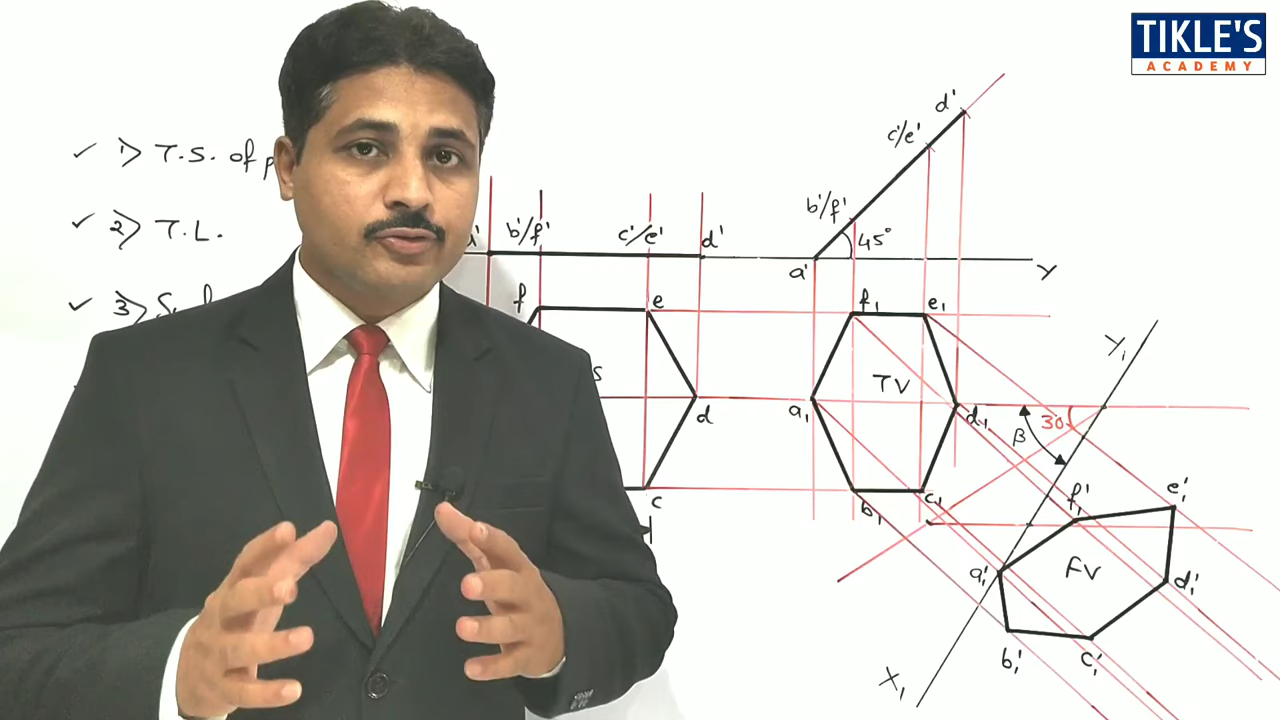 TIKLE'S
ACADEMY
✓ 1) T.S. of
✓ 2) T.L.
✓ 3)
b'/f' c'/e' d'
f e
s
d
c
d'
c'/e'
b'/f'
45°
a' Y
f₁ e₁
TV
a₁ d₁
b₁ c₁
Y₁
30
β
f₁' e₁'
a₁' FV d₁'
b₁' c₁'
X₁